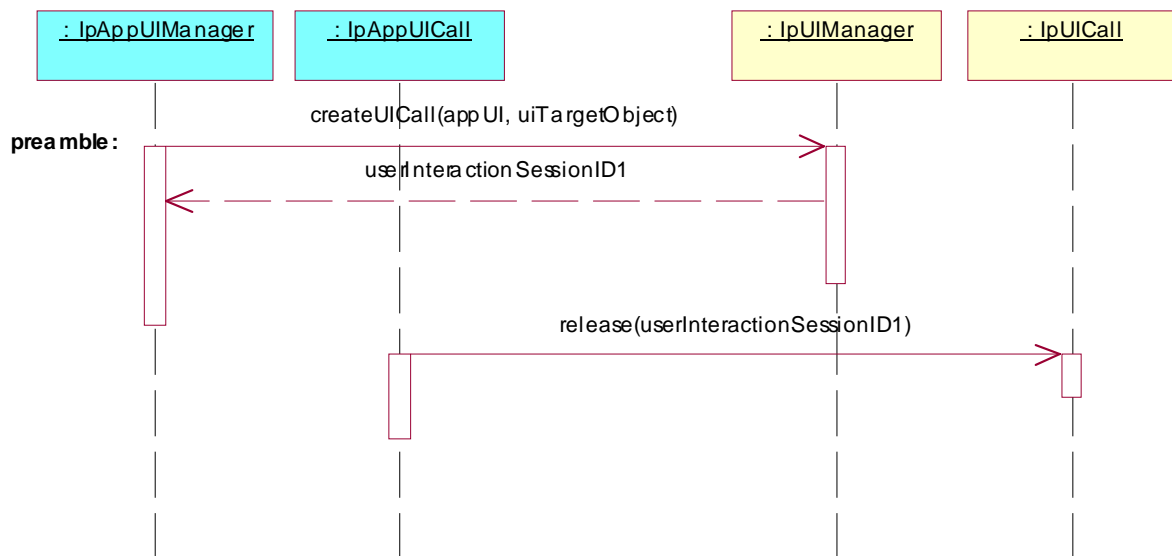 : IpAppUIManager
: IpAppUICall
: IpUIManager
: IpUICall
createUICall(appUI, uiTargetObject)
preamble:
userInteractionSessionID1
release(userInteractionSessionID1)